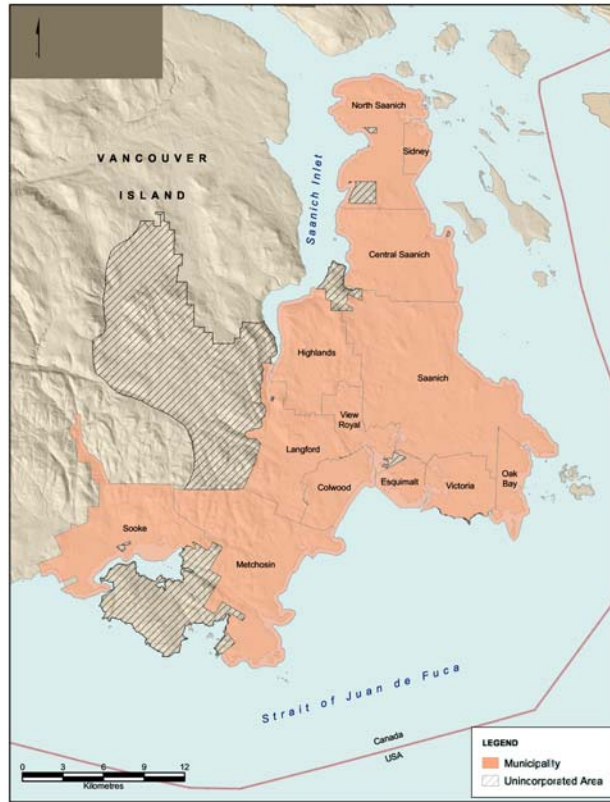 North Saanich
Sidney
VANCOUVER
ISLAND
Saanich Inlet
Central Saanich
Highlands
Saanich
View
Royal
Langford
Oak
Bay
Colwood
Esquimalt
Victoria
Sooke
Metchosin
Strait of Juan de Fuca
Canada
USA
0 3 6 9 12
Kilometres
LEGEND
Municipality
Unincorporated Area